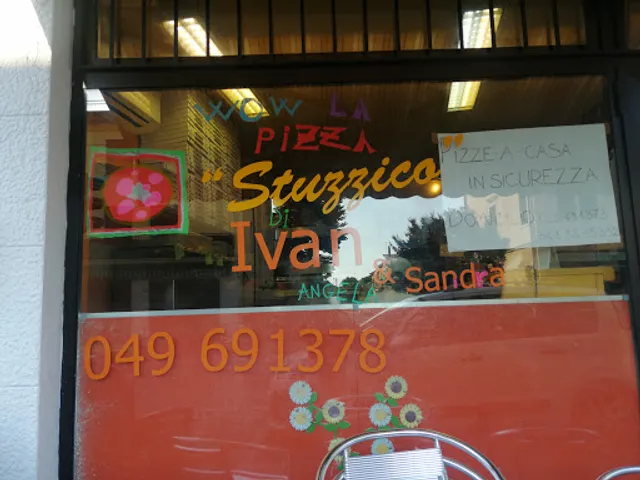 WOW LA
PIZZA
"Stuzzico"
Di
Ivan
ANGELA
& Sandra
049 691378
PIZZE A CASA
IN SICUREZZA